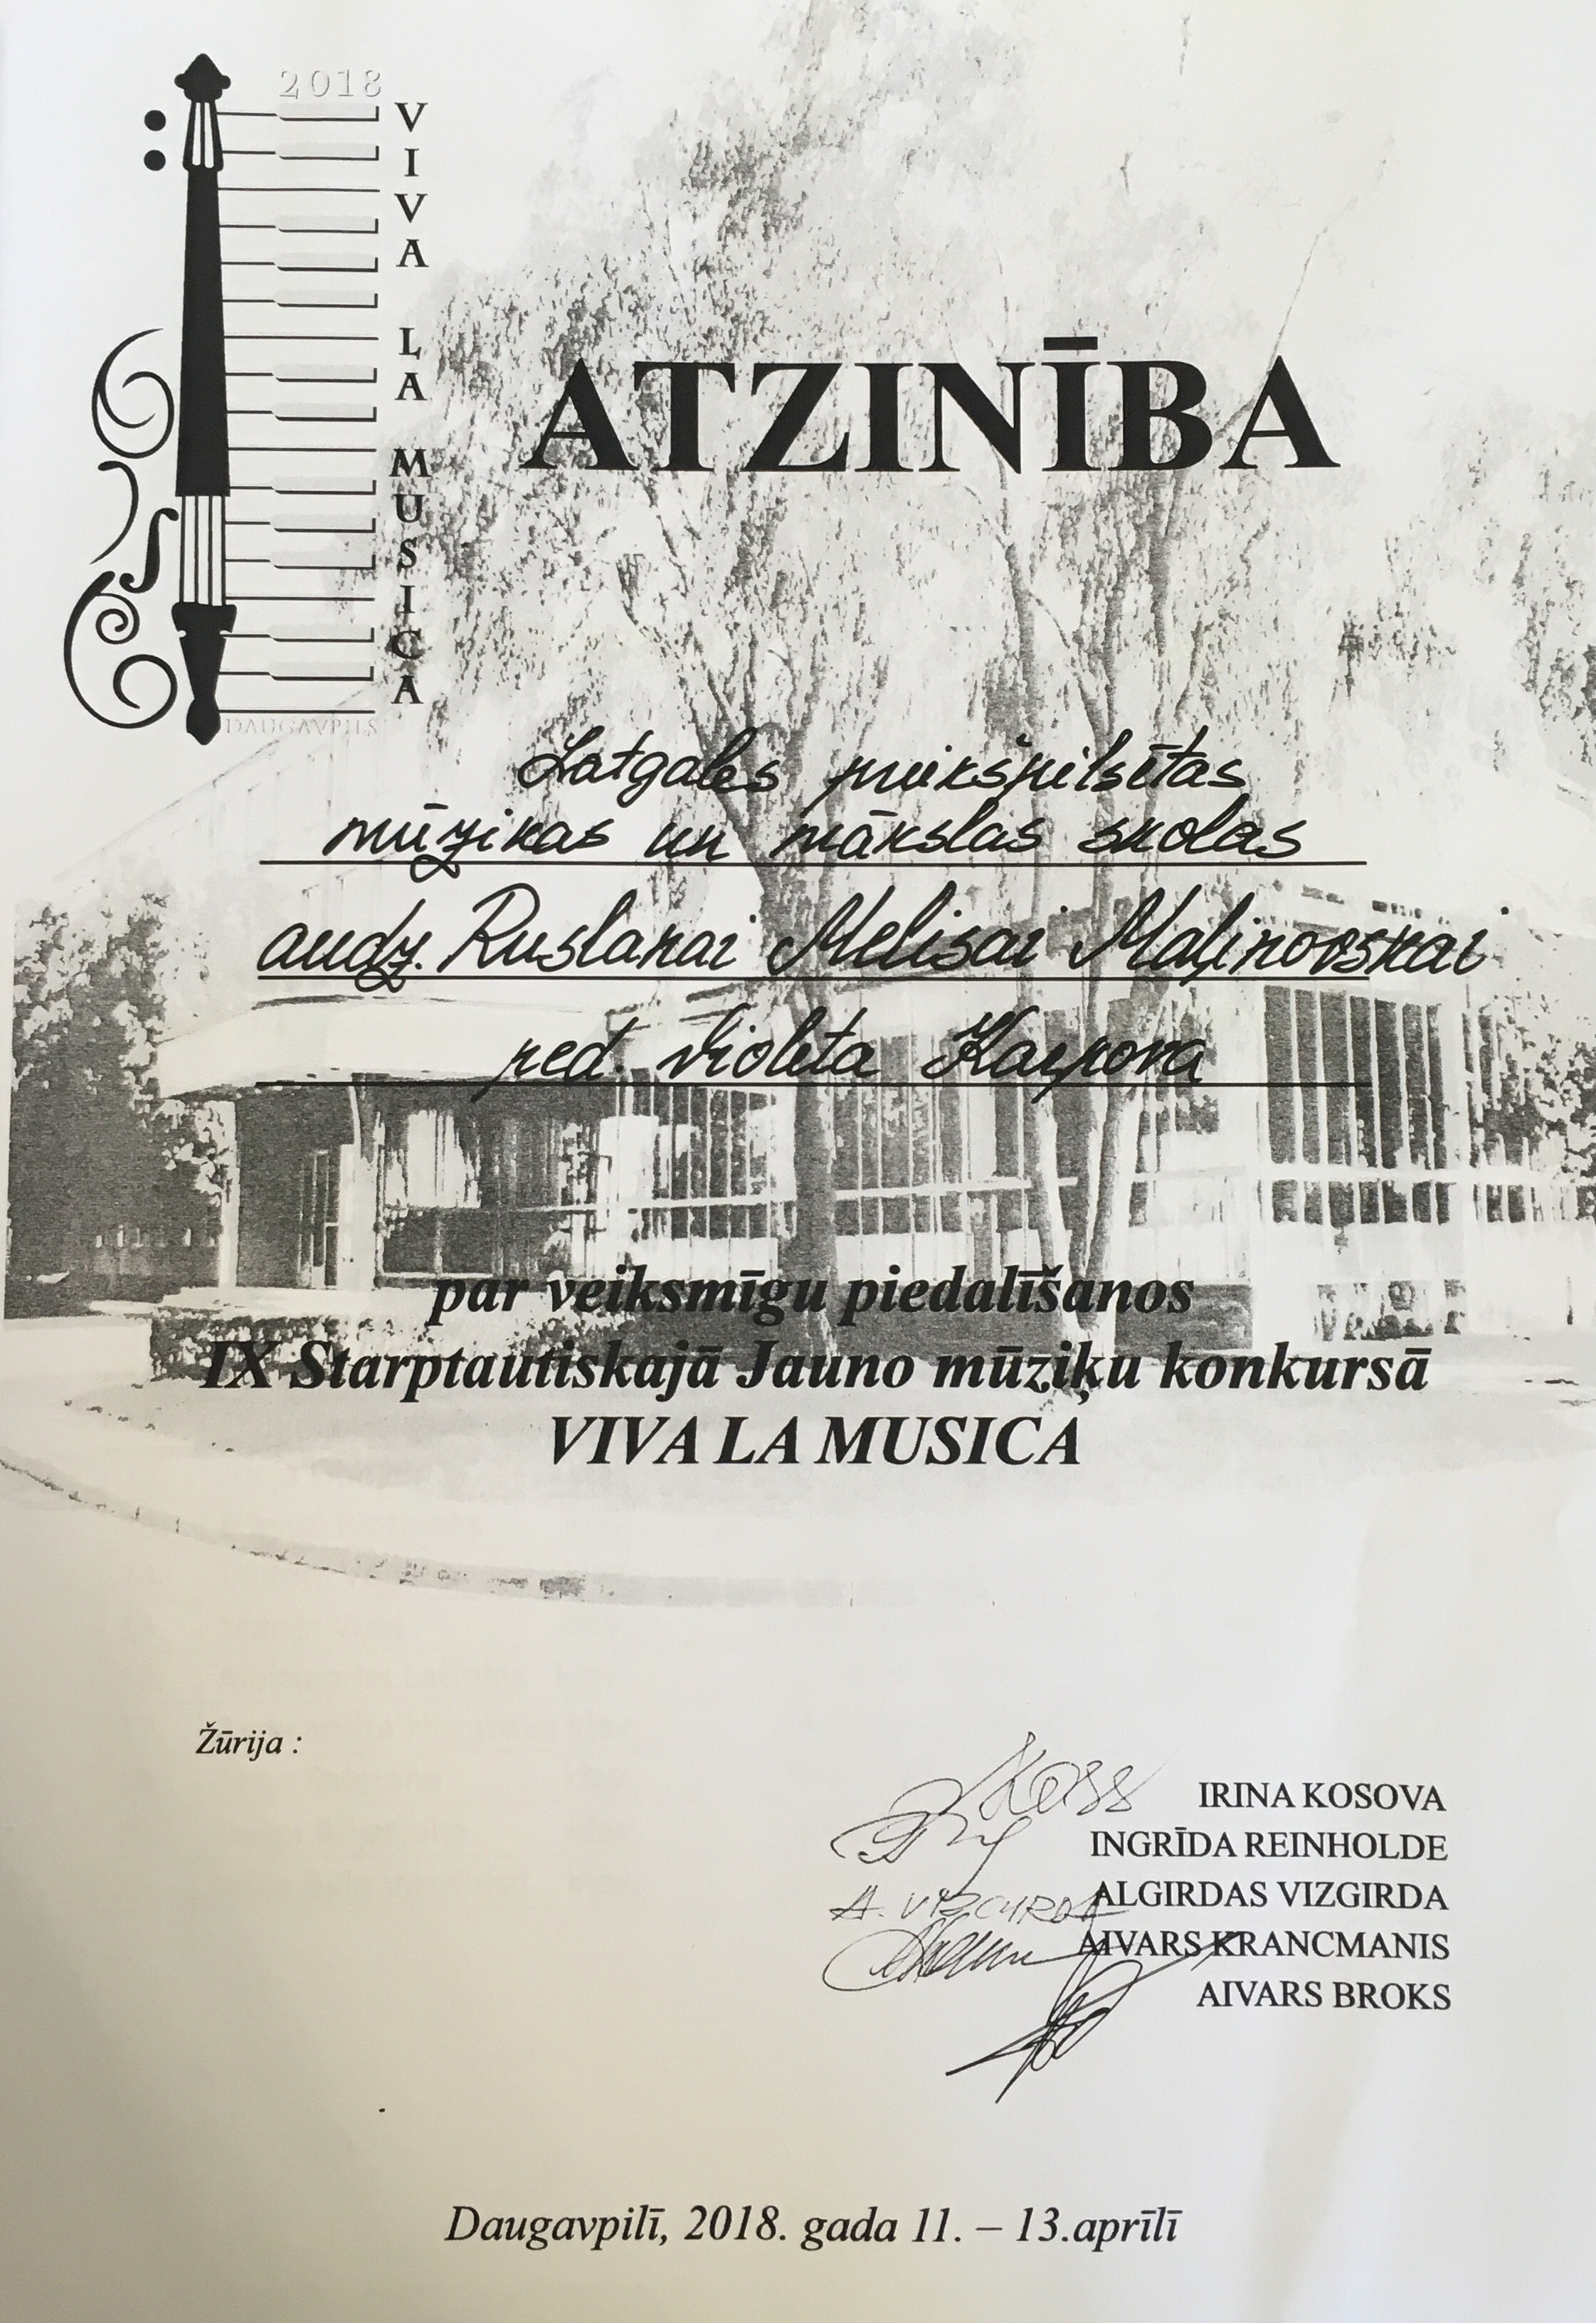 2018
VIVA LA MUSICA
DAUGAVPILS
ATZINĪBA
Latgales priekšpilsētas
mūzikas un mākslas skolas
audz. Ruslanai Melisai Maļinovskai
ped. Violeta Karpova
par veiksmīgu piedalīšanos
IX Starptautiskajā Jauno mūziķu konkursā
VIVA LA MUSICA
Žūrija :
IRINA KOSOVA
INGRĪDA REINHOLDE
A. VIZGIRDA ALGIRDAS VIZGIRDA
AIVARS KRANCMANIS
AIVARS BROKS
Daugavpilī, 2018. gada 11. – 13.aprīlī